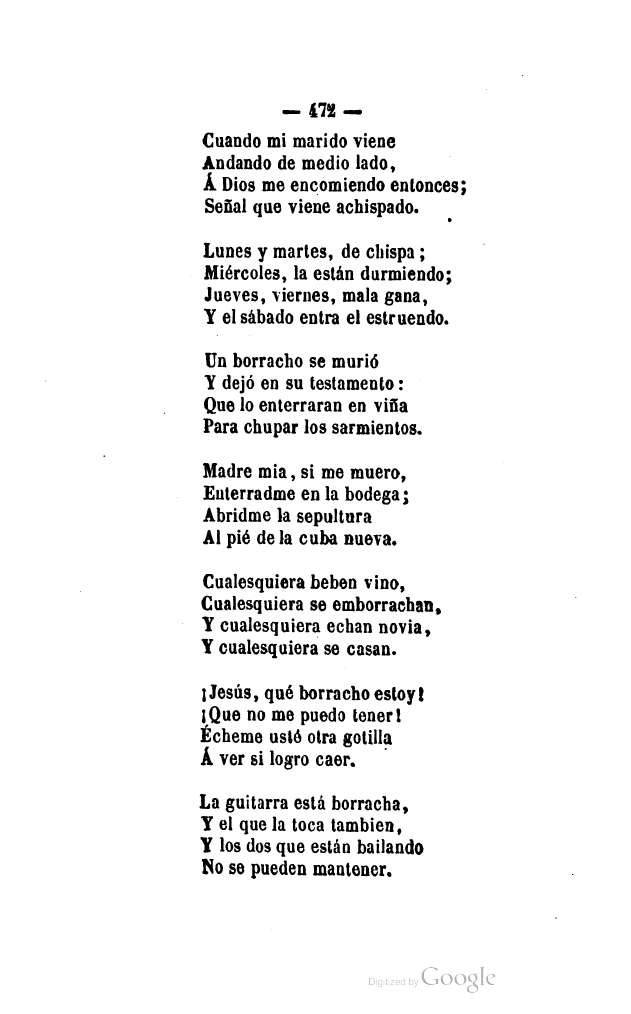 — 472 —
Cuando mi marido viene
Andando de medio lado,
Á Dios me encomiendo entonces;
Señal que viene achispado.
Lunes y martes, de chispa;
Miércoles, la están durmiendo;
Jueves, viernes, mala gana,
Y el sábado entra el estruendo.
Un borracho se murió
Y dejó en su testamento:
Que lo enterraran en viña
Para chupar los sarmientos.
Madre mia, si me muero,
Enterradme en la bodega;
Abridme la sepultura
Al pié de la cuba nueva.
Cualesquiera beben vino,
Cualesquiera se emborrachan,
Y cualesquiera echan novia,
Y cualesquiera se casan.
¡Jesús, qué borracho estoy!
¡Que no me puedo tener!
Écheme usté otra gotilla
Á ver si logro caer.
La guitarra está borracha,
Y el que la toca tambien,
Y los dos que están bailando
No se pueden mantener.
Digitized by Google